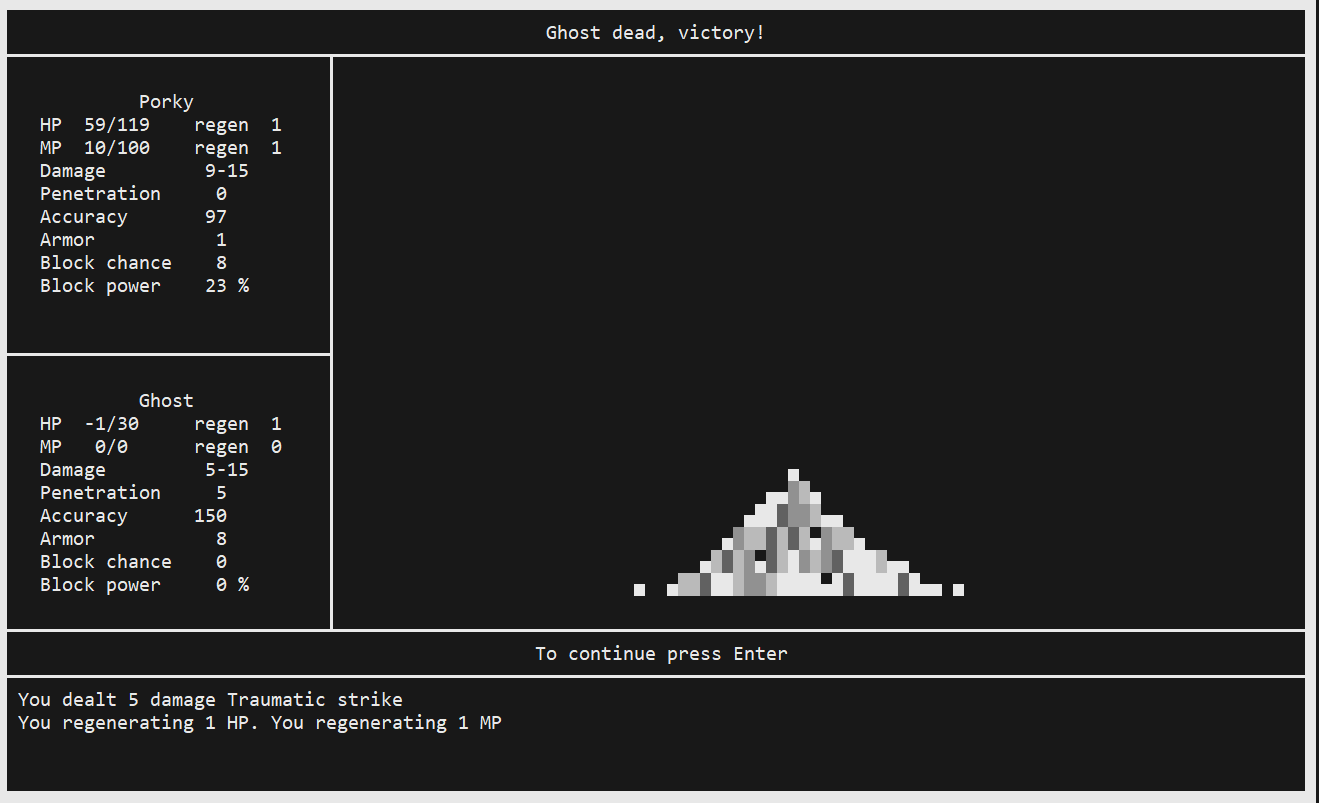 Ghost dead, victory!
Porky
HP 59/119 regen 1
MP 10/100 regen 1
Damage 9-15
Penetration 0
Accuracy 97
Armor 1
Block chance 8
Block power 23 %
Ghost
HP -1/30 regen 1
MP 0/0 regen 0
Damage 5-15
Penetration 5
Accuracy 150
Armor 8
Block chance 0
Block power 0 %
To continue press Enter
You dealt 5 damage Traumatic strike
You regenerating 1 HP. You regenerating 1 MP